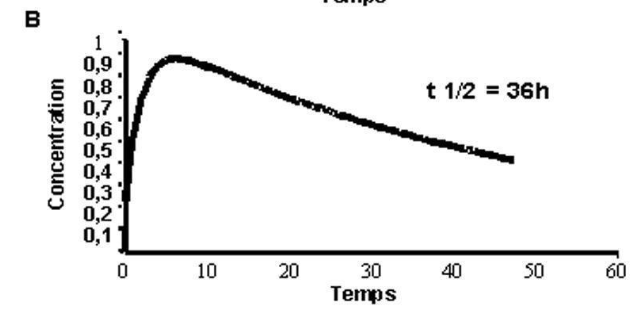 Temps
B
1
0,9
0,8
0,7
0,6
0,5
0,4
0,3
0,2
0,1
Concentration
t 1/2 = 36h
0 10 20 30 40 50 60
Temps